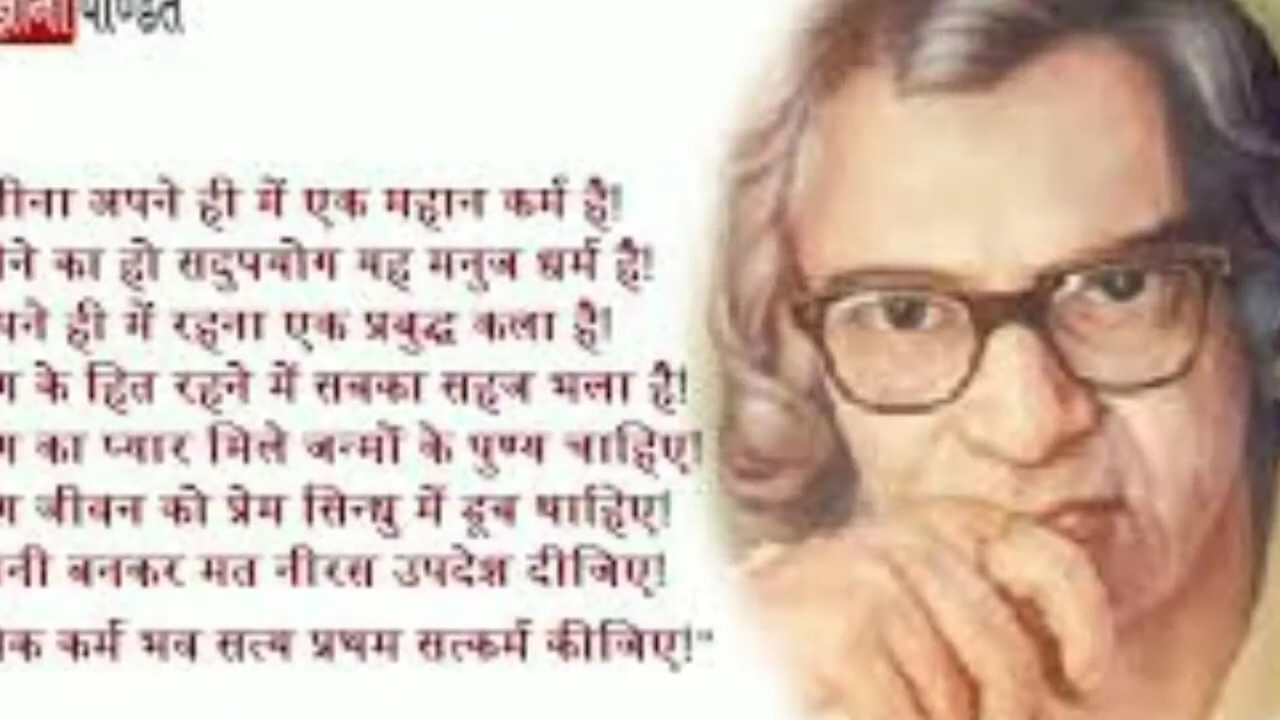 पण्डित
अपने ही में एक महान कर्म है!
का हो सदुपयोग यह मनुज धर्म है!
ही में रहना एक प्रबुद्ध कला है!
के हित रहने में सबका सहज भला है!
का प्यार मिले जन्मों के पुण्य चाहिए!
जीवन को प्रेम सिन्धु में डूब थाहिए!
बनकर मत नीरस उपदेश दीजिए!
कर्म भव सत्य प्रथम सत्कर्म कीजिए!"